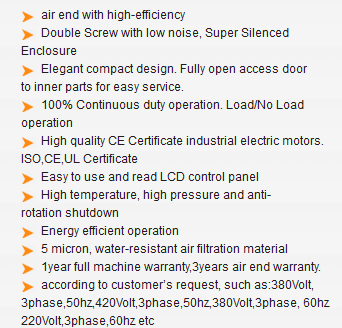 air end with high-efficiency
Double Screw with low noise, Super Silenced
Enclosure
Elegant compact design. Fully open access door
to inner parts for easy service.
100% Continuous duty operation. Load/No Load
operation
High quality CE Certificate industrial electric motors.
ISO,CE,UL Certificate
Easy to use and read LCD control panel
High temperature, high pressure and anti-
rotation shutdown
Energy efficient operation
5 micron, water-resistant air filtration material
1year full machine warranty,3years air end warranty.
according to customer's request, such as:380Volt,
3phase,50hz,420Volt,3phase,50hz,380Volt,3phase, 60hz
220Volt,3phase,60hz etc